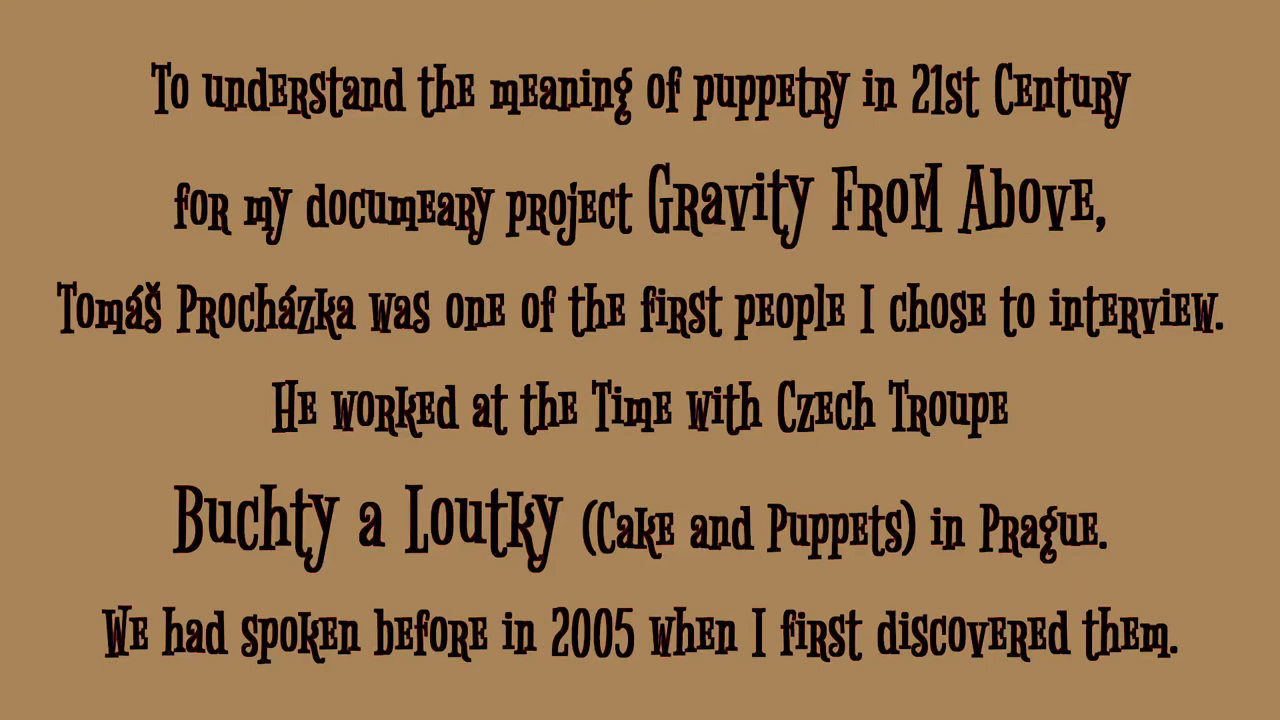 To understand the meaning of puppetry in 21st Century
for my documeary project Gravity From Above,
Tomáš Procházka was one of the first people I chose to interview.
He worked at the Time with Czech Troupe
Buchty a Loutky (Cake and Puppets) in Prague.
We had spoken before in 2005 when I first discovered them.